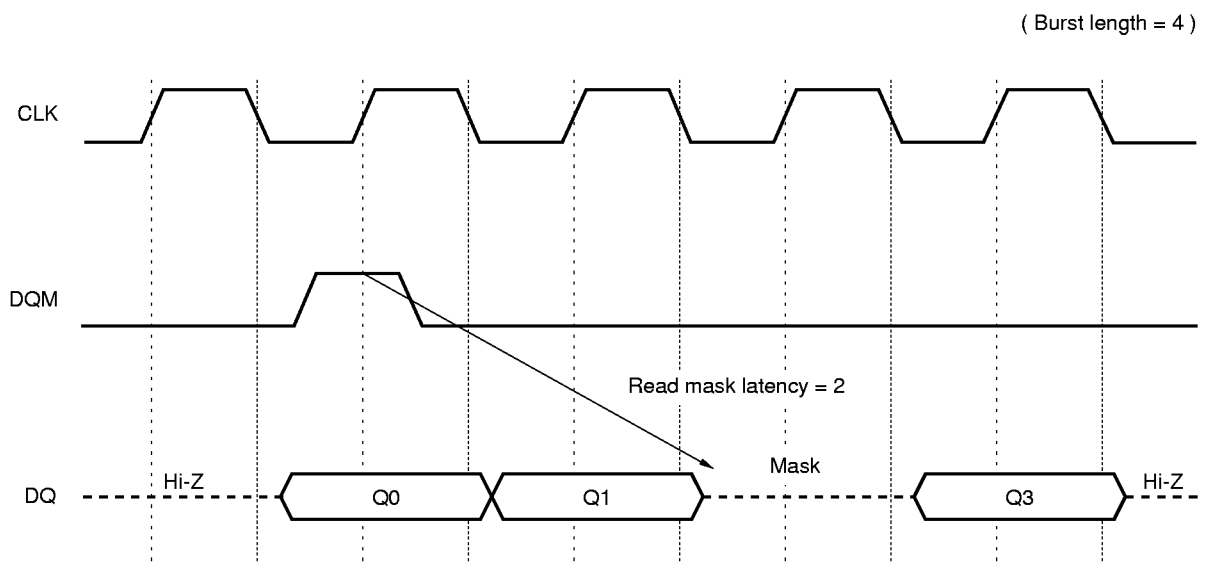 ( Burst length = 4 )
CLK
DQM
Read mask latency = 2
Mask
Hi-Z
Hi-Z
DQ
Q0
Q1
Q3